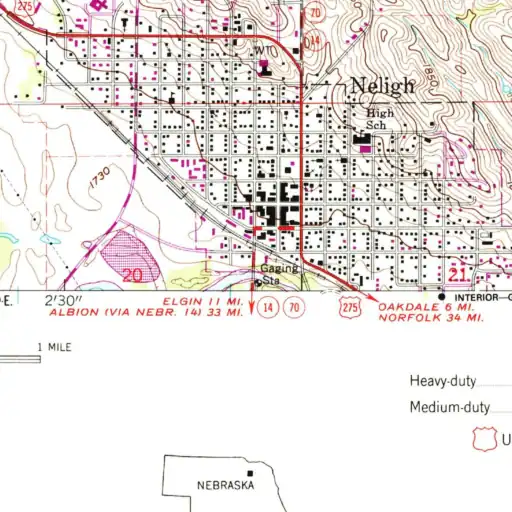 275
70
14
WT
Neligh
1850
High
Sch
1730
20
21
Gaging
Sta
2'30"
INTERIOR—G
ELGIN 11 MI.
ALBION (VIA NEBR. 14) 33 MI.
14
70
275
OAKDALE 6 MI.
NORFOLK 34 MI.
1 MILE
Heavy-duty
Medium-duty
U
NEBRASKA